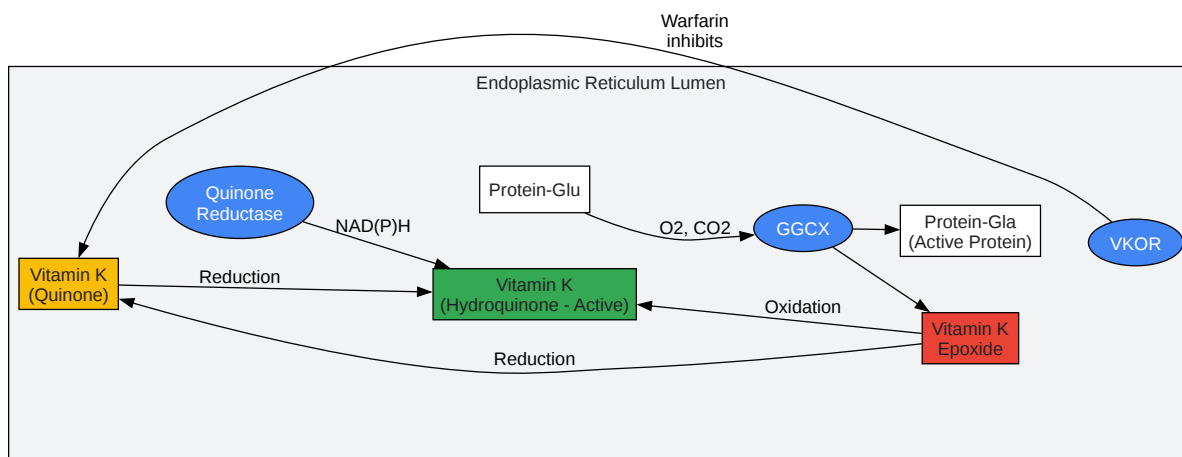 Warfarin
inhibits
Endoplasmic Reticulum Lumen
Quinone
Reductase
Protein-Glu
NAD(P)H
O2, CO2
GGCX
Protein-Gla
(Active Protein)
VKOR
Vitamin K
(Quinone)
Reduction
Vitamin K
(Hydroquinone - Active)
Oxidation
Vitamin K
Epoxide
Reduction